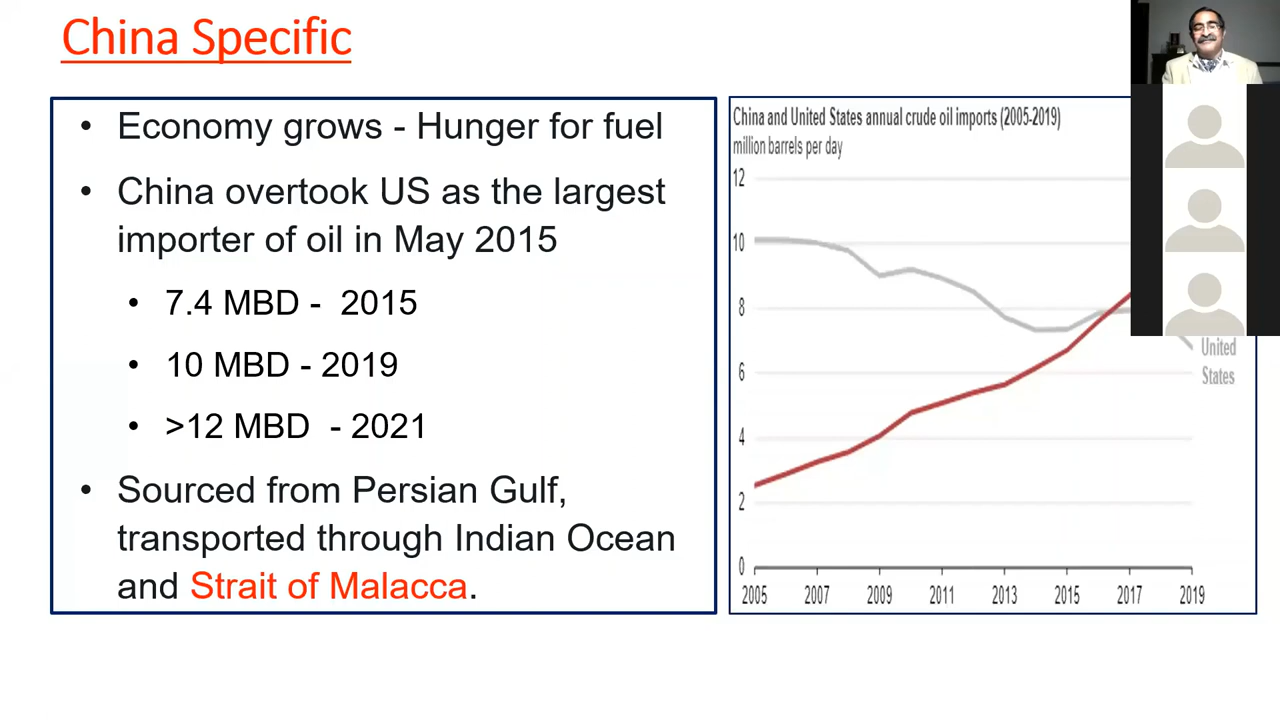 China Specific
• Economy grows - Hunger for fuel
• China overtook US as the largest
importer of oil in May 2015
• 7.4 MBD - 2015
• 10 MBD - 2019
• >12 MBD - 2021
• Sourced from Persian Gulf,
transported through Indian Ocean
and Strait of Malacca.
China and United States annual crude oil imports (2005-2019)
million barrels per day
12
10
8
6
4
2
0
United
States
2005 2007 2009 2011 2013 2015 2017 2019